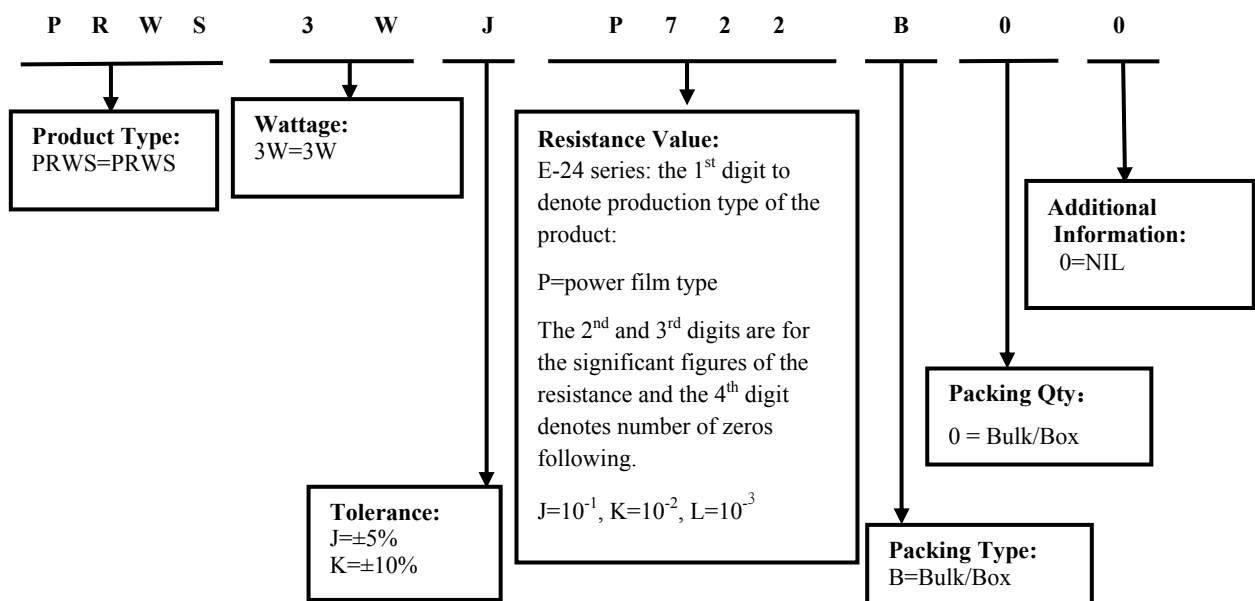 P R W S 3 W J P 7 2 2 B 0 0
Product Type:
PRWS=PRWS
Wattage:
3W=3W
Resistance Value:
E-24 series: the 1st digit to
denote production type of the
product:
P=power film type
The 2nd and 3rd digits are for
the significant figures of the
resistance and the 4th digit
denotes number of zeros
following.
J=10-1, K=10-2, L=10-3
Additional
Information:
0=NIL
Packing Qty：
0 = Bulk/Box
Tolerance:
J=±5%
K=±10%
Packing Type:
B=Bulk/Box